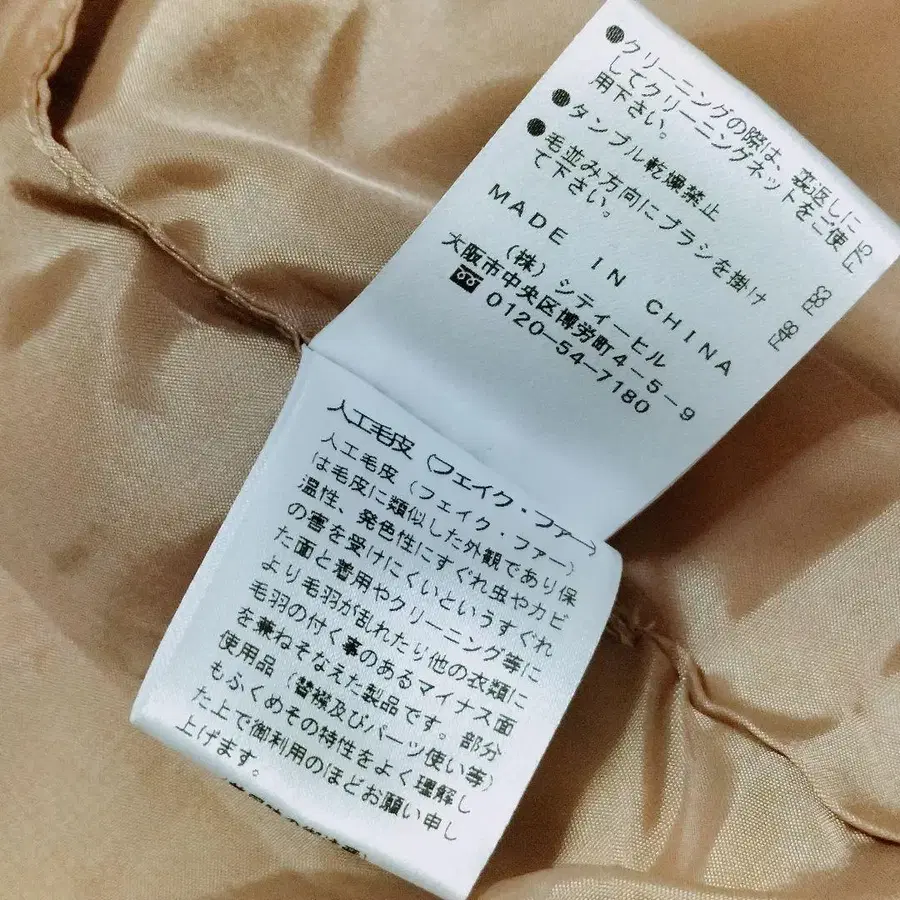 ●クリーニングの際は、裏返しに
してクリーニングネットをご使
用下さい。
●タンブル乾燥禁止
●毛並み方向にブラシを掛け
て下さい。
F48 F83 F75
MADE IN CHINA
(株)シティーヒル
大阪市中央区博労町4-5-9
0120-54-7180
人工毛皮(フェイク・ファー)
人工毛皮(フェイク・ファー)
は毛皮に類似した外観であり保
温性、発色性にすぐれ虫やカビ
の害を受けにくいというすぐれ
た面と着用やクリーニング等に
より毛羽が乱れたり他の衣類に
毛羽の付く事のあるマイナス面
を兼ねそなえた製品です。部分
使用品(替襟及びパーツ使い等)
もふくめその特性をよく理解し
た上で御利用のほどお願い申し
上げます。